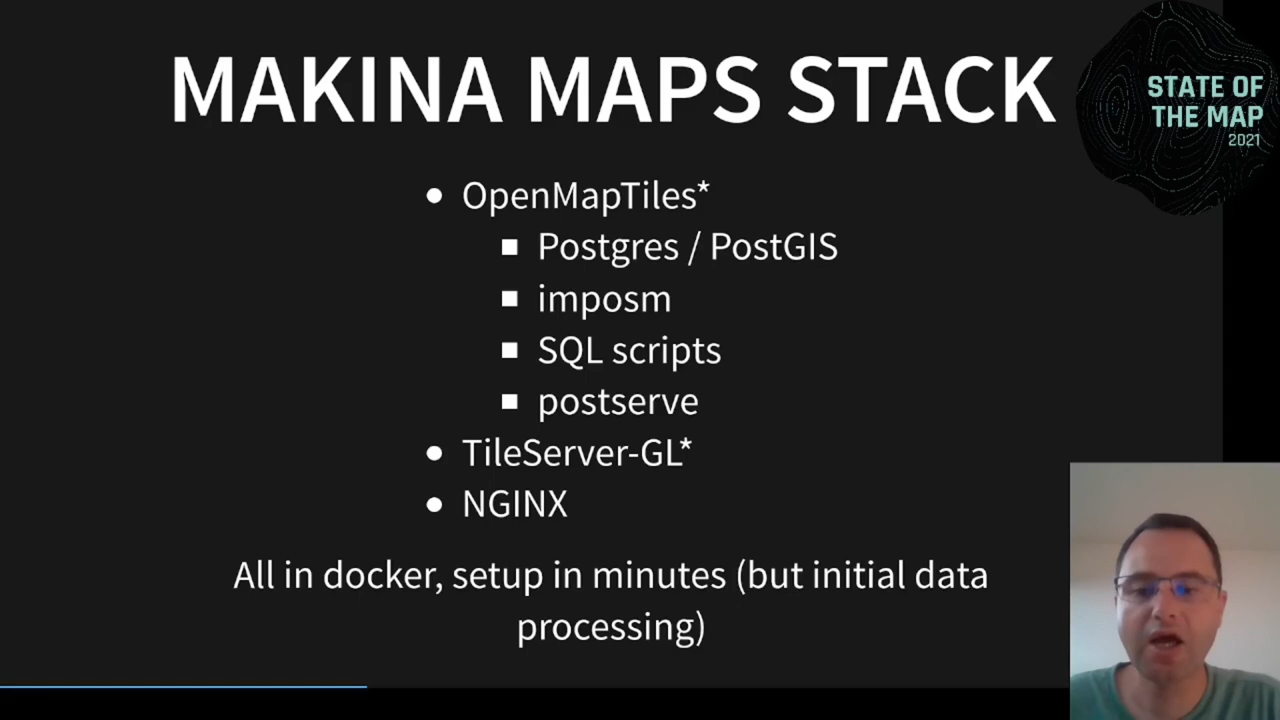 MAKINA MAPS STACK
STATE OF
THE MAP
2021
OpenMapTiles*
Postgres / PostGIS
imposm
SQL scripts
postserve
TileServer-GL*
NGINX
All in docker, setup in minutes (but initial data
processing)